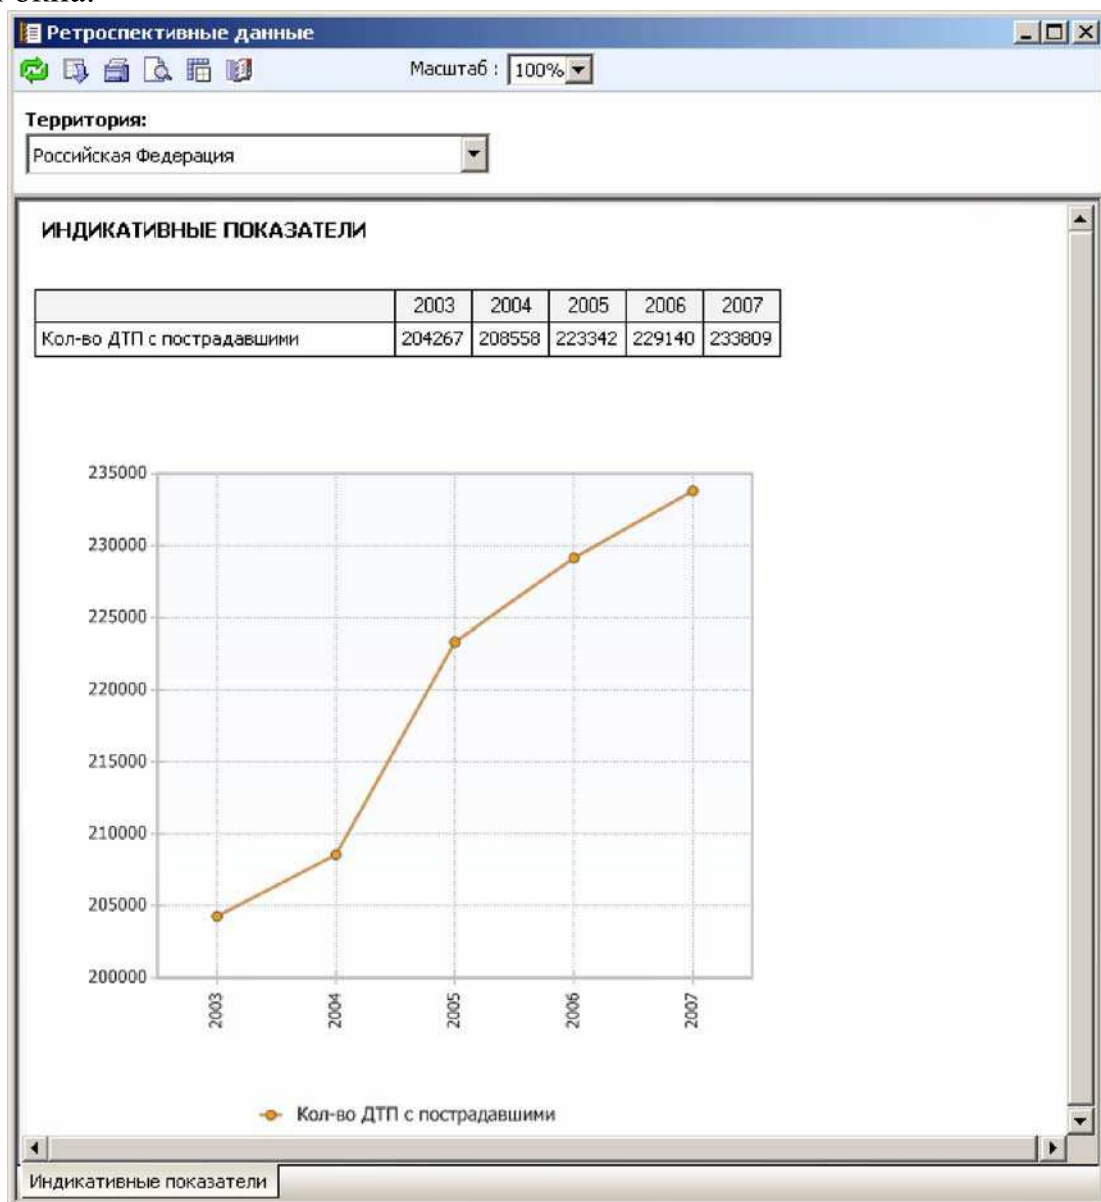 окна.
Ретроспективные данные
Масштаб : 100%
Территория:
Российская Федерация
ИНДИКАТИВНЫЕ ПОКАЗАТЕЛИ
2003 2004 2005 2006 2007
Кол-во ДТП с пострадавшими 204267 208558 223342 229140 233809
235000
230000
225000
220000
215000
210000
205000
200000
2003 2004 2005 2006 2007
Кол-во ДТП с пострадавшими
Индикативные показатели